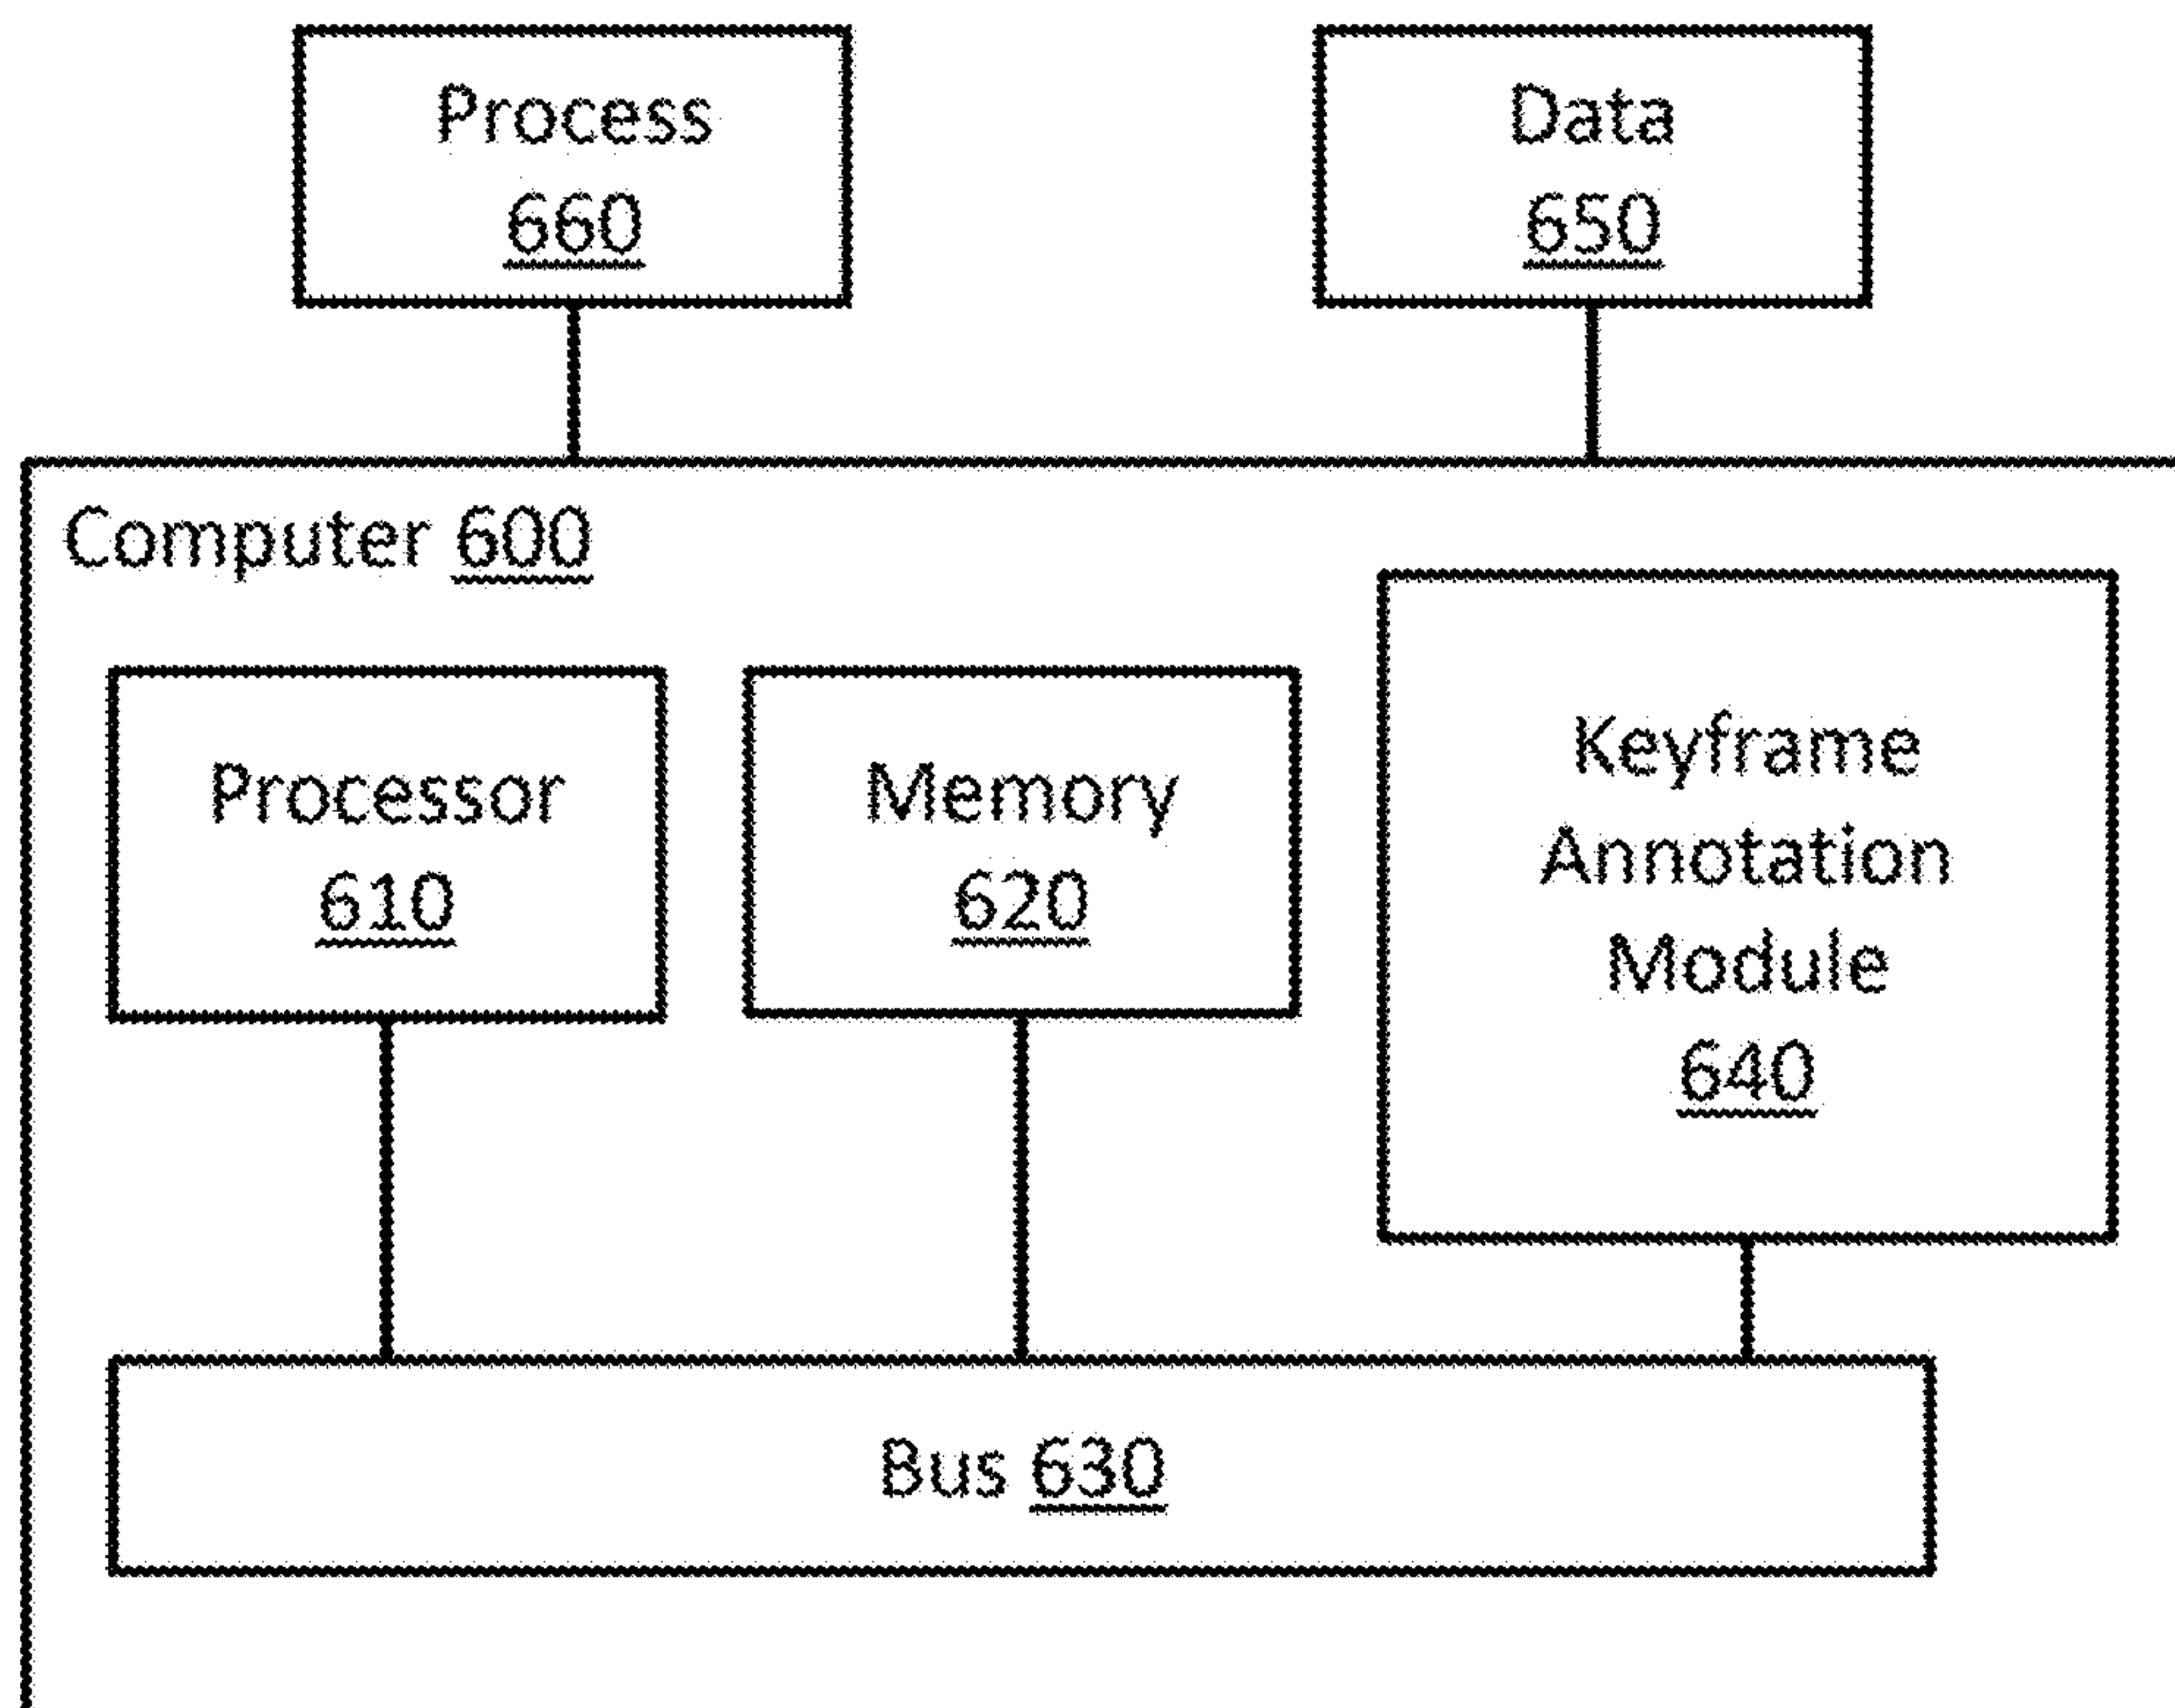 Process
660
Data
650
Computer 600
Processor
610
Memory
620
Keyframe
Annotation
Module
640
Bus 630